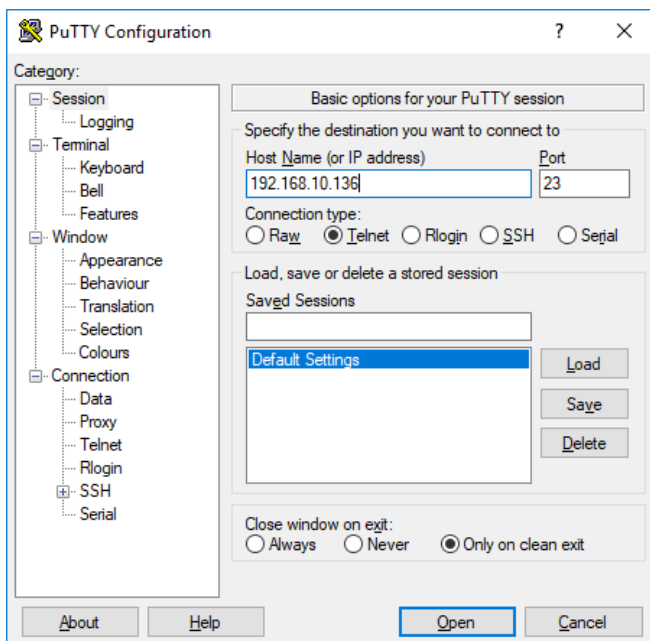 PuTTY Configuration
?
Category:
Session
Logging
Terminal
Keyboard
Bell
Features
Window
Appearance
Behaviour
Translation
Selection
Colours
Connection
Data
Proxy
Telnet
Rlogin
SSH
Serial
Basic options for your PuTTY session
Specify the destination you want to connect to
Host Name (or IP address) Port
192.168.10.136 23
Connection type:
Raw Telnet Rlogin SSH Serial
Load, save or delete a stored session
Saved Sessions
Default Settings
Load
Save
Delete
Close window on exit:
Always Never Only on clean exit
About Help Open Cancel